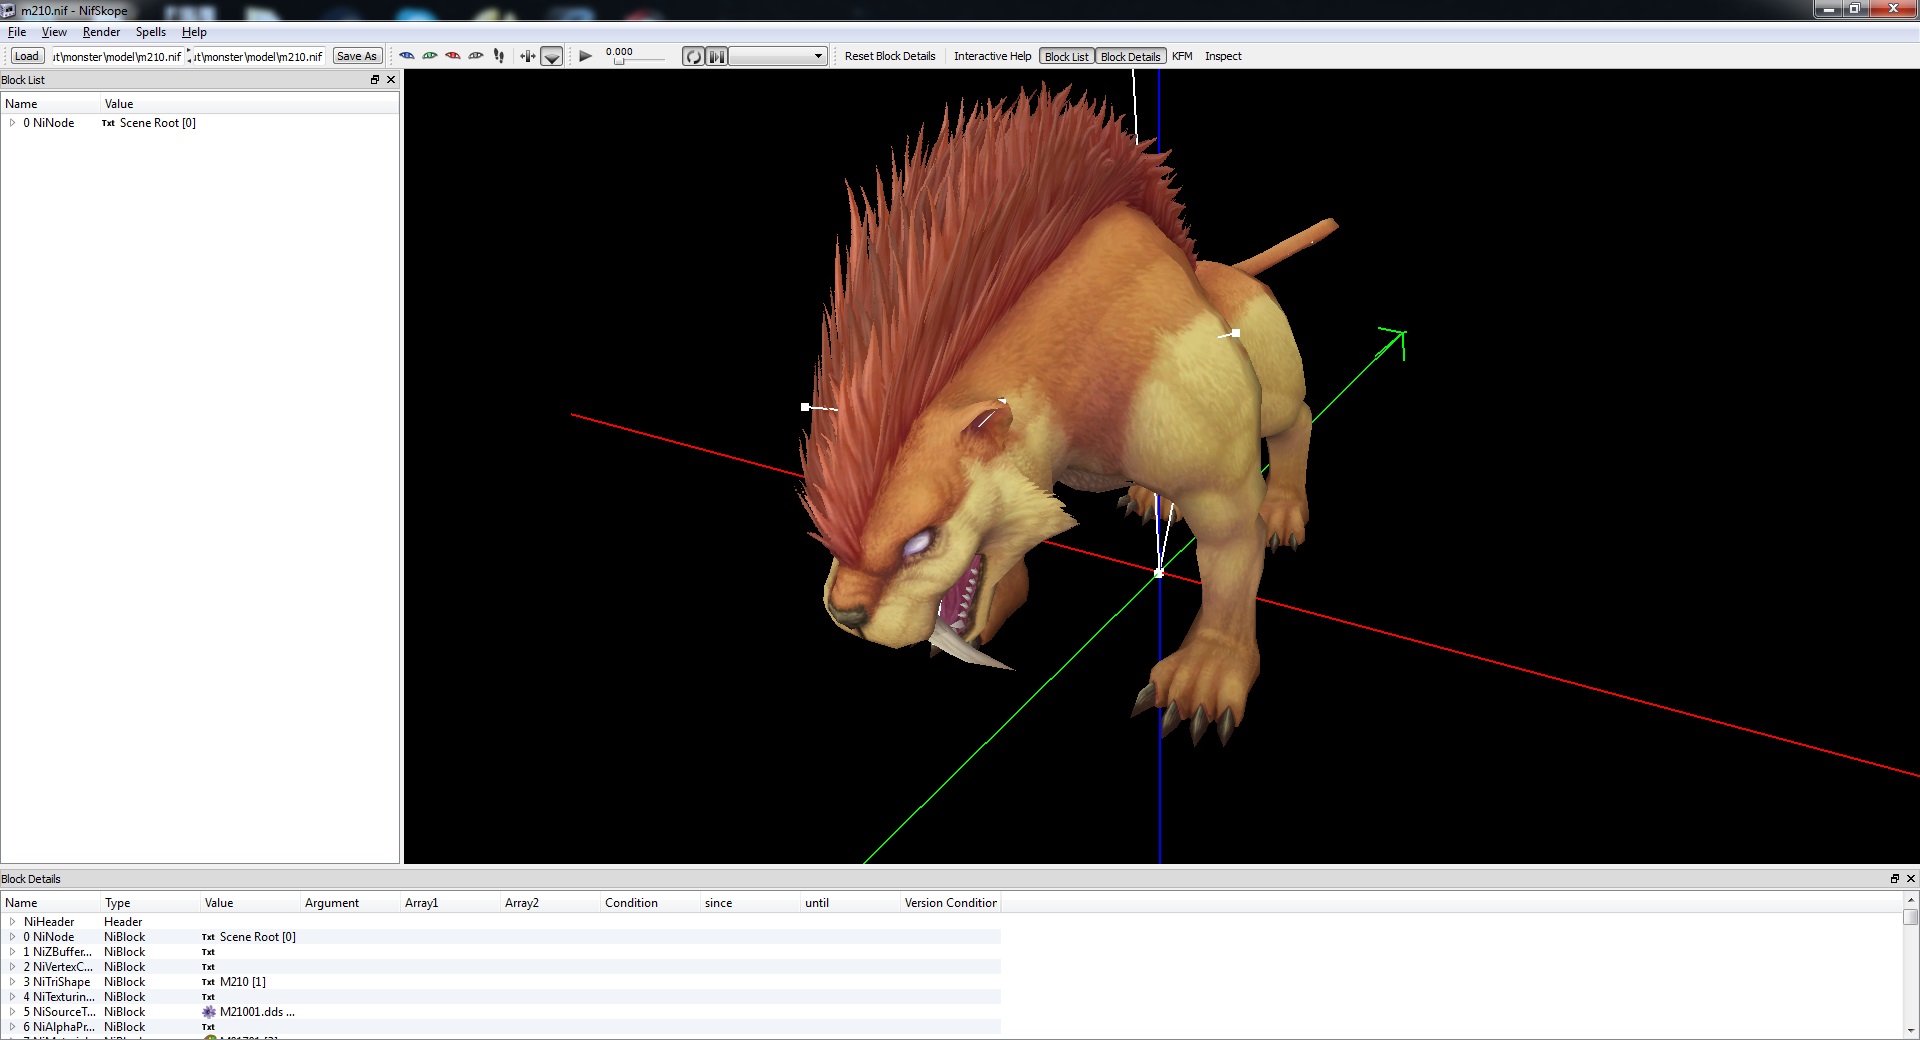 m210.nif - NifSkope
File View Render Spells Help
Load ut\monster\model\m210.nif ut\monster\model\m210.nif Save As 0.000 Reset Block Details Interactive Help Block List Block Details KFM Inspect
Block List
Name Value
0 NiNode Txt Scene Root [0]
Block Details
Name Type Value Argument Array1 Array2 Condition since until Version Condition
NiHeader Header
0 NiNode NiBlock Txt Scene Root [0]
1 NiZBuffer... NiBlock Txt
2 NiVertexC... NiBlock Txt
3 NiTriShape NiBlock Txt M210 [1]
4 NiTexturin... NiBlock Txt
5 NiSourceT... NiBlock M21001.dds ...
6 NiAlphaPr... NiBlock Txt